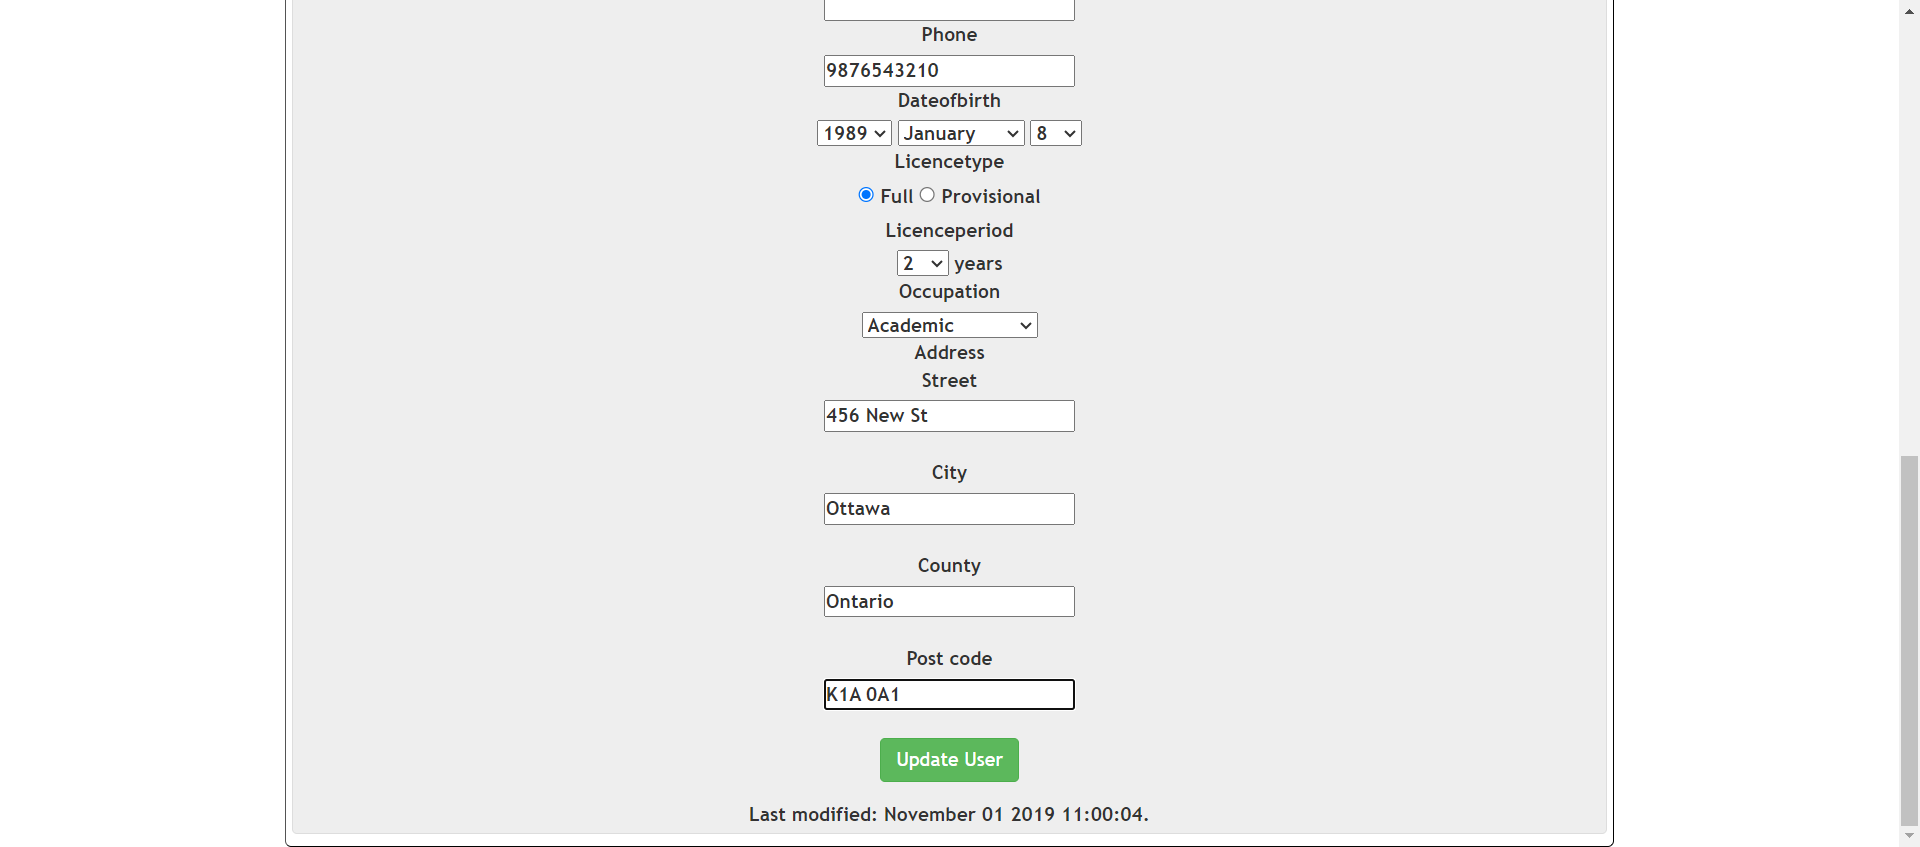 Phone
9876543210
Dateofbirth
1989 January 8
Licencetype
Full Provisional
Licenceperiod
2 years
Occupation
Academic
Address
Street
456 New St
City
Ottawa
County
Ontario
Post code
K1A 0A1
Update User
Last modified: November 01 2019 11:00:04.